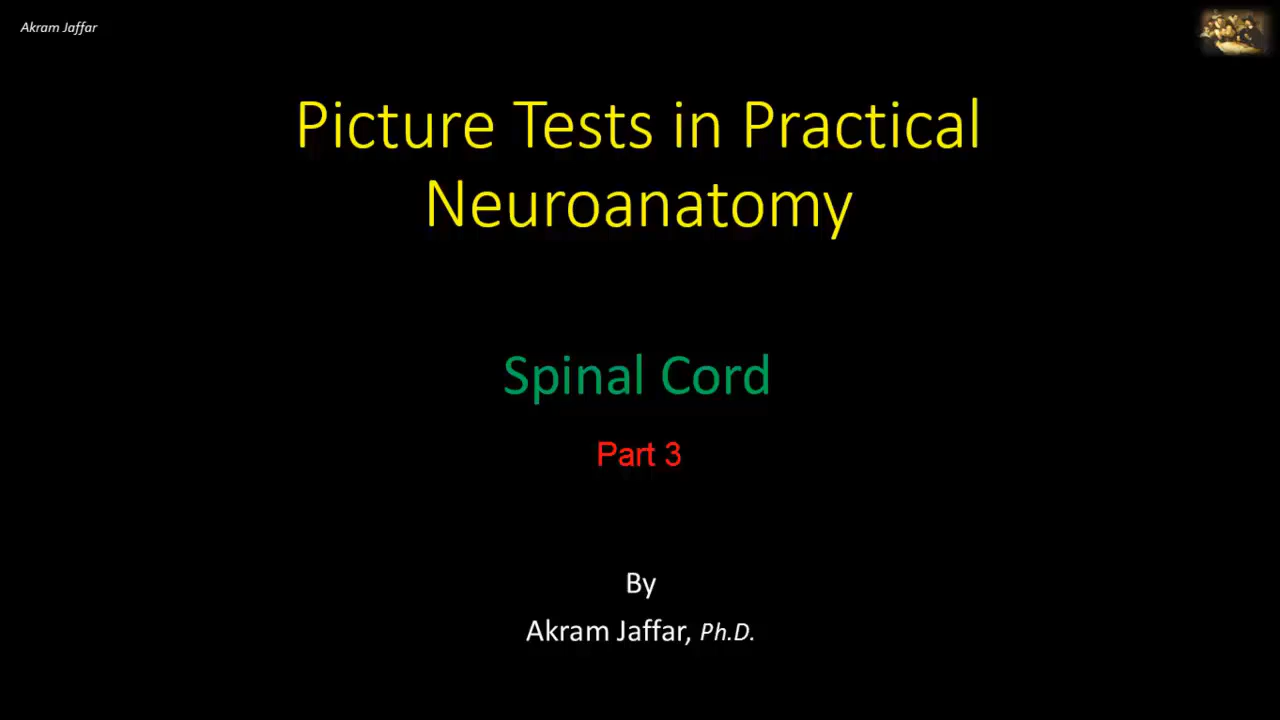 Akram Jaffar
Picture Tests in Practical
Neuroanatomy
Spinal Cord
Part 3
By
Akram Jaffar, Ph.D.